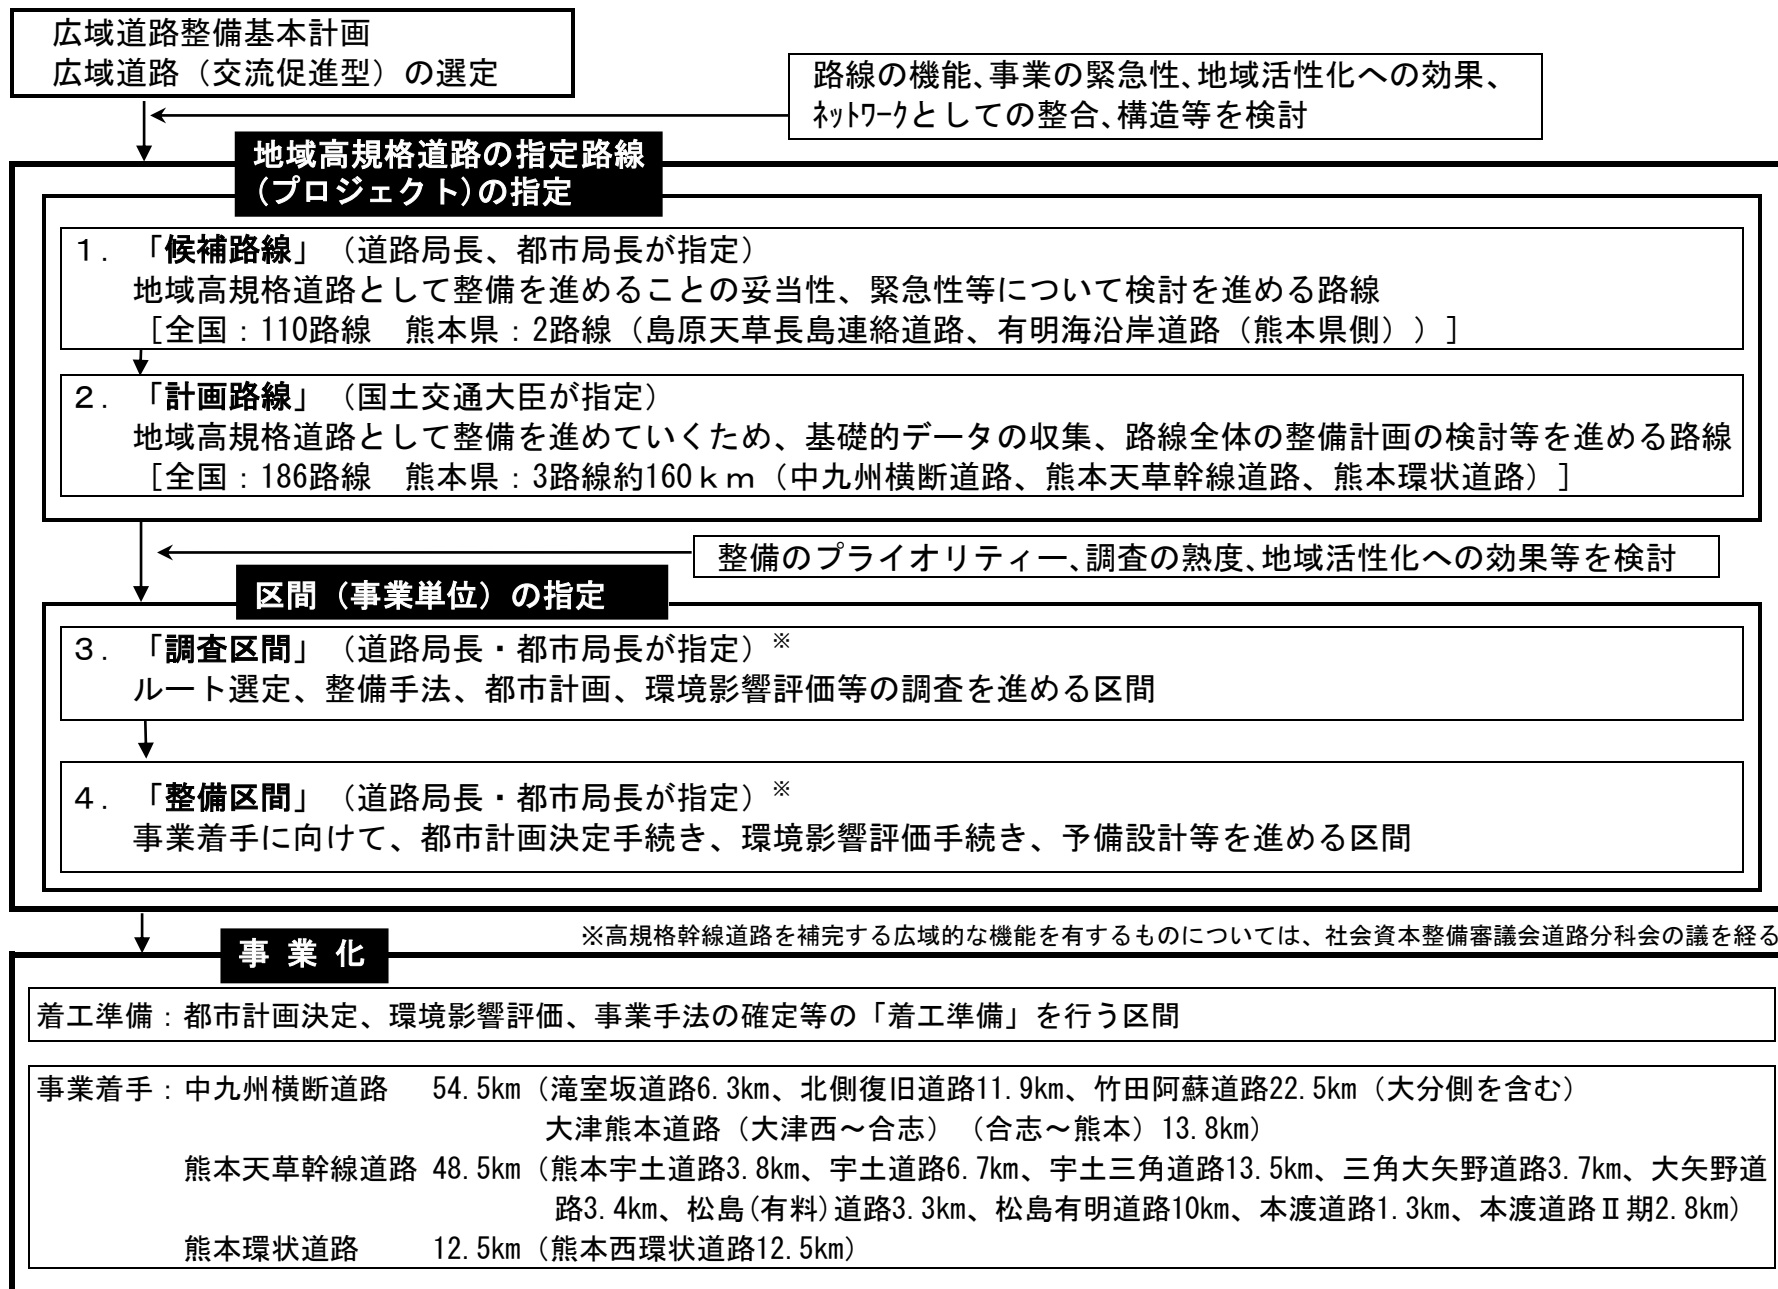 広域道路整備基本計画
広域道路（交流促進型）の選定
路線の機能、事業の緊急性、地域活性化への効果、
ﾈｯﾄﾜｰｸとしての整合、構造等を検討
地域高規格道路の指定路線
(プロジェクト)の指定
１．「候補路線」（道路局長、都市局長が指定）
地域高規格道路として整備を進めることの妥当性、緊急性等について検討を進める路線
［全国：110路線　熊本県：2路線（島原天草長島連絡道路、有明海沿岸道路（熊本県側））］
２．「計画路線」（国土交通大臣が指定）
地域高規格道路として整備を進めていくため、基礎的データの収集、路線全体の整備計画の検討等を進める路線
［全国：186路線　熊本県：3路線約160ｋｍ（中九州横断道路、熊本天草幹線道路、熊本環状道路）］
整備のプライオリティー、調査の熟度、地域活性化への効果等を検討
区間（事業単位）の指定
３．「調査区間」（道路局長・都市局長が指定）※
ルート選定、整備手法、都市計画、環境影響評価等の調査を進める区間
４．「整備区間」（道路局長・都市局長が指定）※
事業着手に向けて、都市計画決定手続き、環境影響評価手続き、予備設計等を進める区間
※高規格幹線道路を補完する広域的な機能を有するものについては、社会資本整備審議会道路分科会の議を経る
事 業 化
着工準備：都市計画決定、環境影響評価、事業手法の確定等の「着工準備」を行う区間
事業着手：中九州横断道路　54.5km（滝室坂道路6.3km、北側復旧道路11.9km、竹田阿蘇道路22.5km（大分側を含む）
大津熊本道路（大津西～合志）（合志～熊本）13.8km）
熊本天草幹線道路 48.5km（熊本宇土道路3.8km、宇土道路6.7km、宇土三角道路13.5km、三角大矢野道路3.7km、大矢野道
路3.4km、松島(有料)道路3.3km、松島有明道路10km、本渡道路1.3km、本渡道路Ⅱ期2.8km）
熊本環状道路　12.5km（熊本西環状道路12.5km）